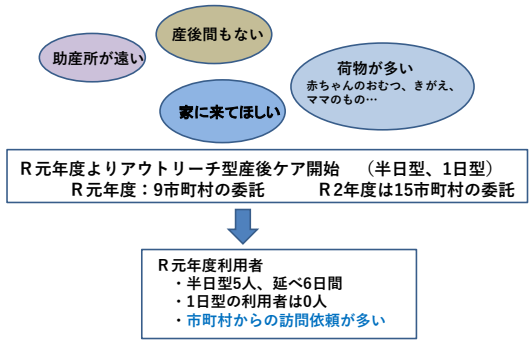 産後間もない
助産所が遠い
荷物が多い
赤ちゃんのおむつ、きがえ、
ママのもの…
家に来てほしい
R元年度よりアウトリーチ型産後ケア開始　（半日型、1日型）
R元年度：9市町村の委託　　　R2年度は15市町村の委託
R元年度利用者
・半日型5人、延べ6日間
・1日型の利用者は0人
・市町村からの訪問依頼が多い